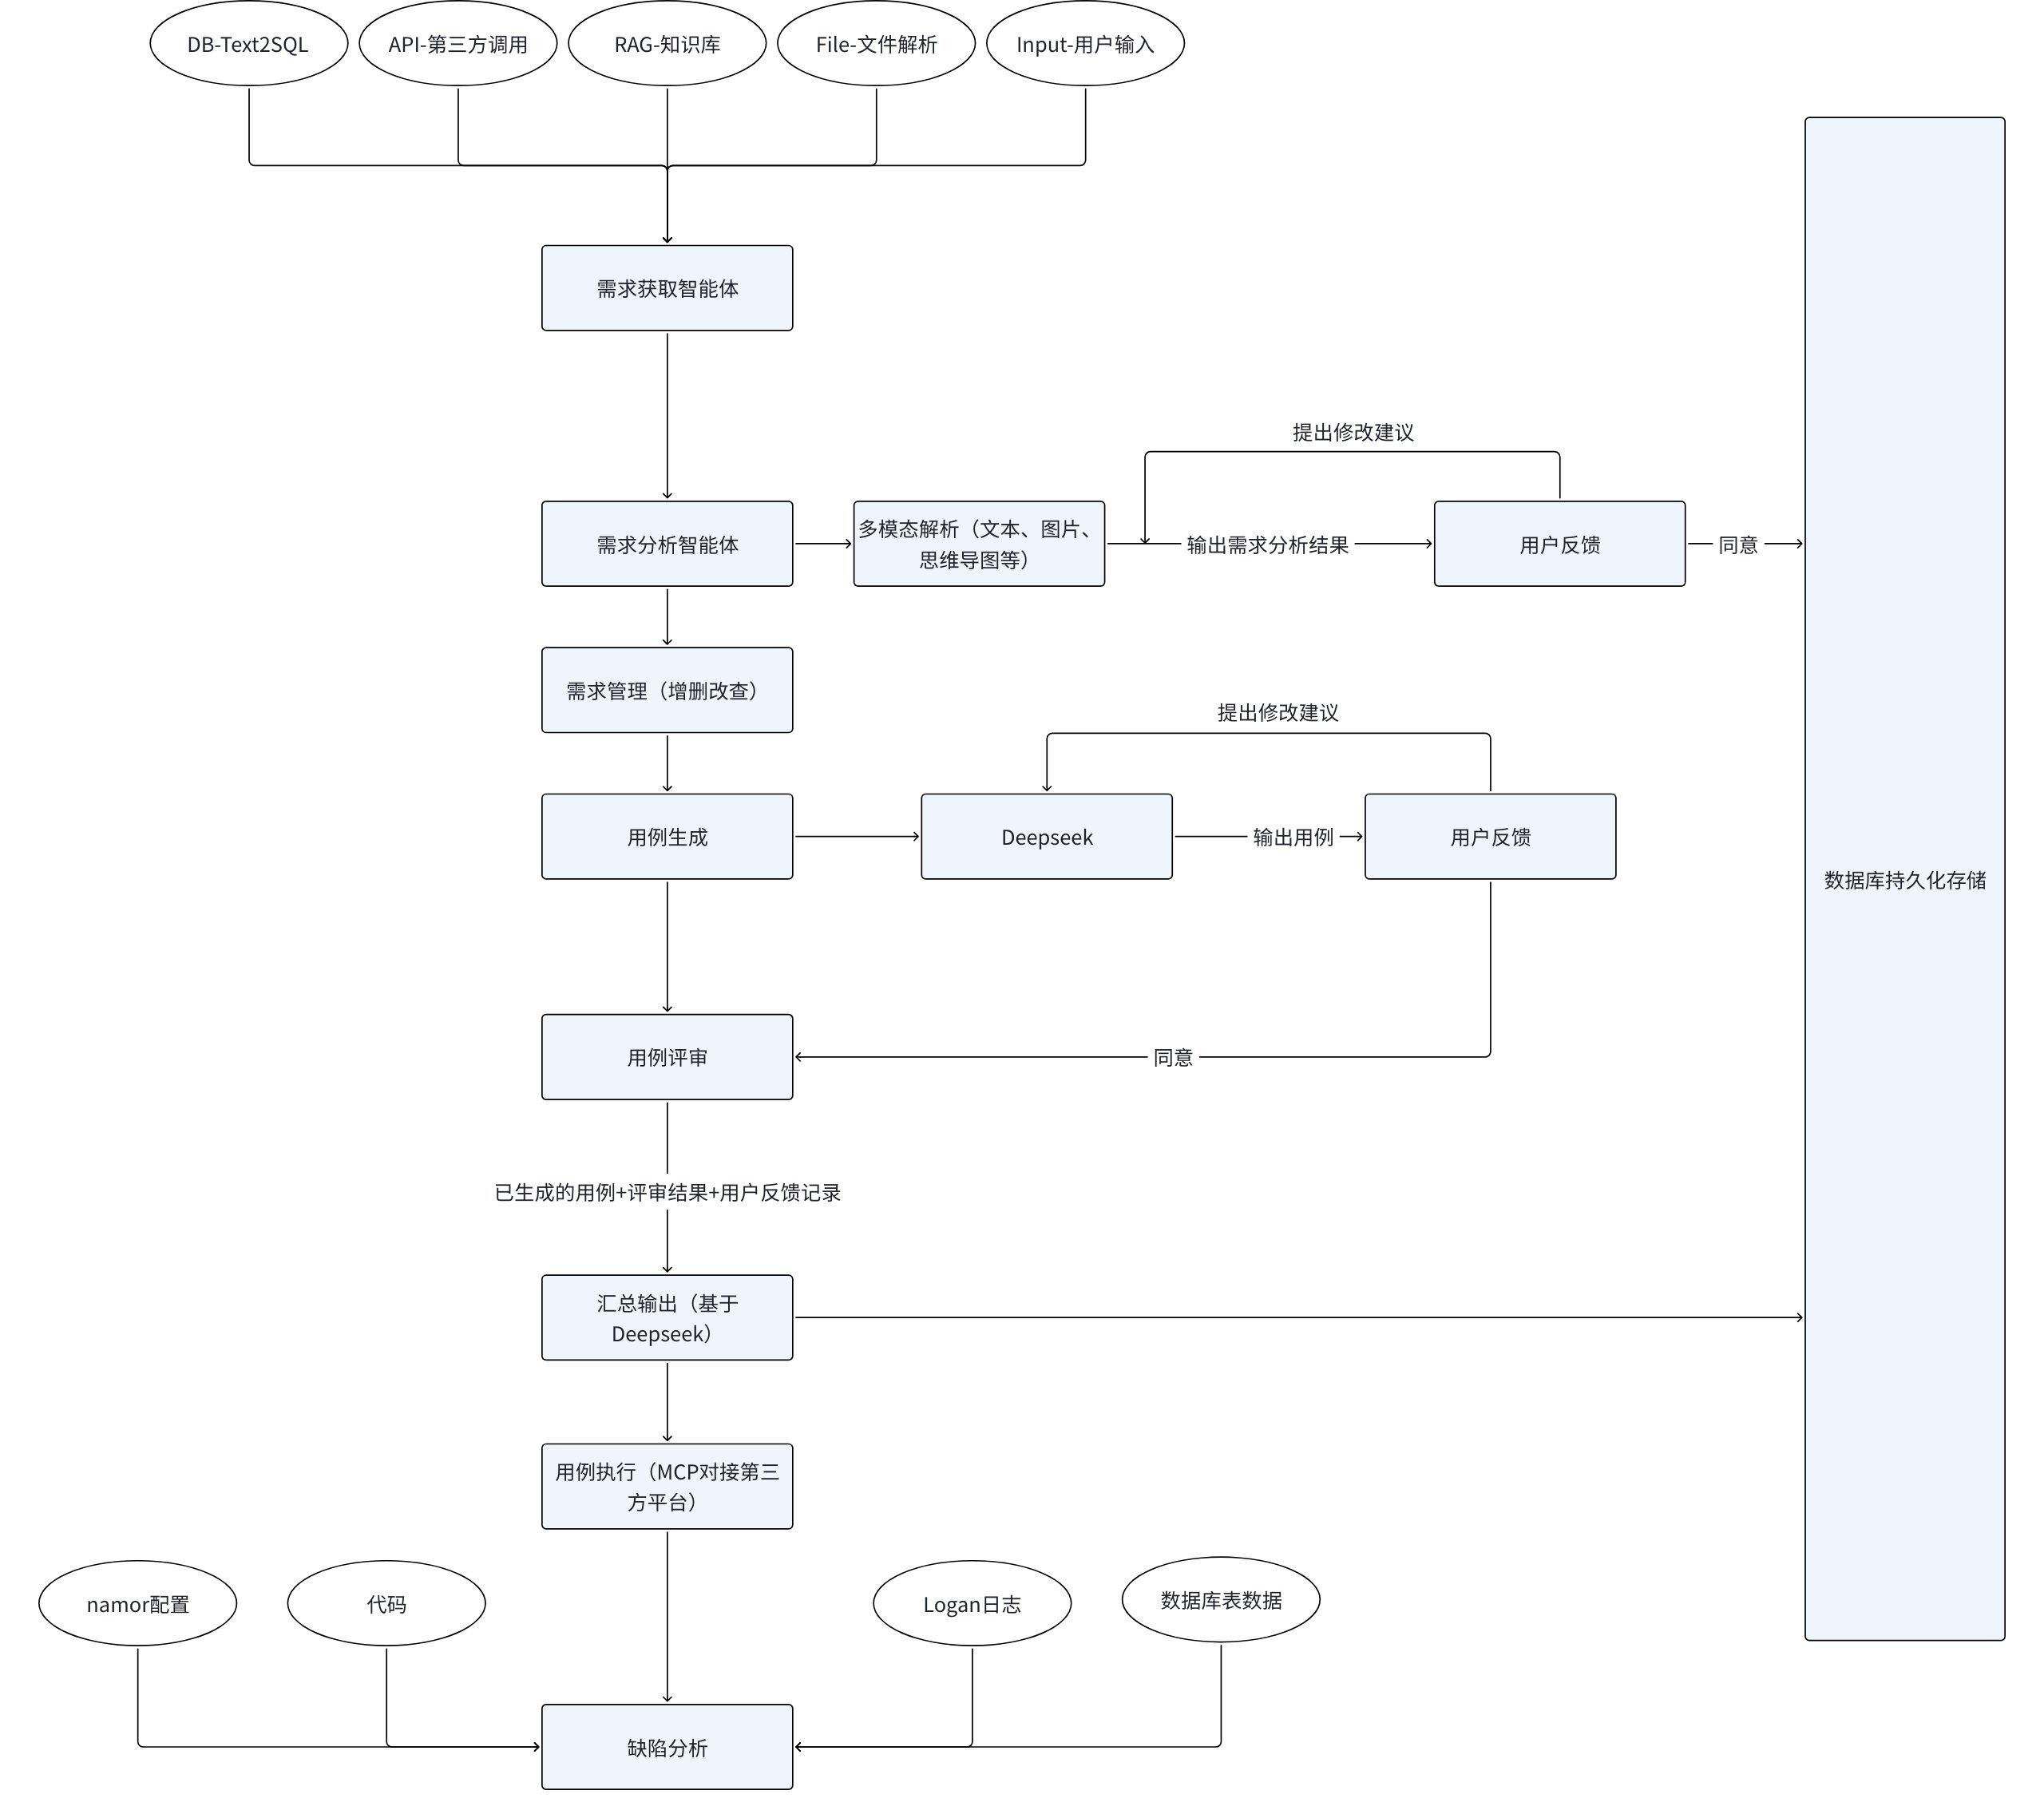 DB-Text2SQL
API-第三方调用
RAG-知识库
File-文件解析
Input-用户输入
需求获取智能体
提出修改建议
需求分析智能体
多模态解析（文本、图片、
思维导图等）
输出需求分析结果
用户反馈
同意
需求管理（增删改查）
提出修改建议
用例生成
Deepseek
输出用例
用户反馈
数据库持久化存储
用例评审
同意
已生成的用例+评审结果+用户反馈记录
汇总输出（基于
Deepseek）
用例执行（MCP对接第三
方平台）
namor配置
代码
Logan日志
数据库表数据
缺陷分析